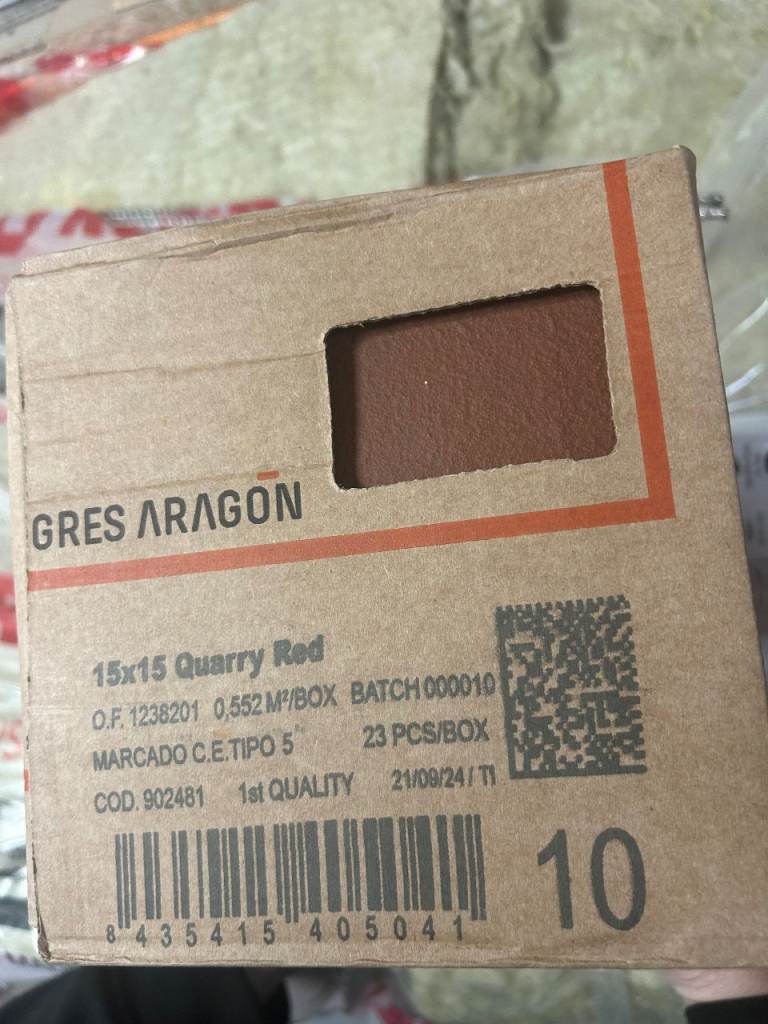 GRES ARAGÓN
15x15 Quarry Red
O.F. 1238201 0,552 M²/BOX BATCH 000010
MARCADO C.E.TIPO 5 23 PCS/BOX
COD. 902481 1st QUALITY 21/09/24 / T1
8 435415 405041
10